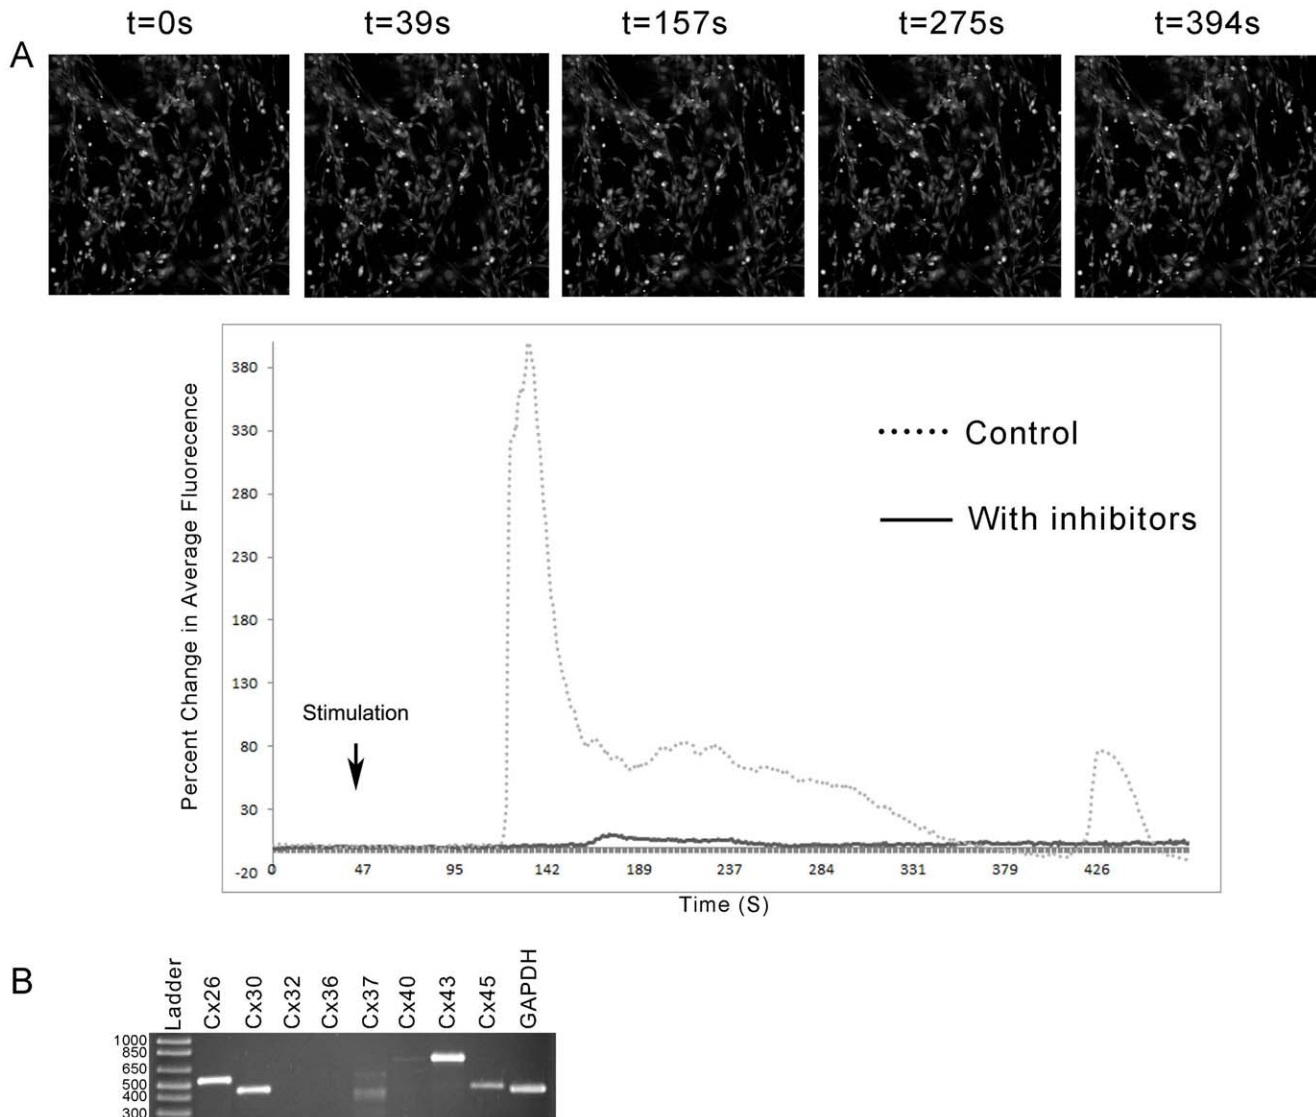 t=0s t=39s t=157s t=275s t=394s
A
380
330
280
230
180
130
80
30
-20
Percent Change in Average Fluorecence
Control
With inhibitors
Stimulation
0 47 95 142 189 237 284 331 379 426
Time (S)
B
Ladder Cx26 Cx30 Cx32 Cx36 Cx37 Cx40 Cx43 Cx45 GAPDH
1000
850
650
500
400
300